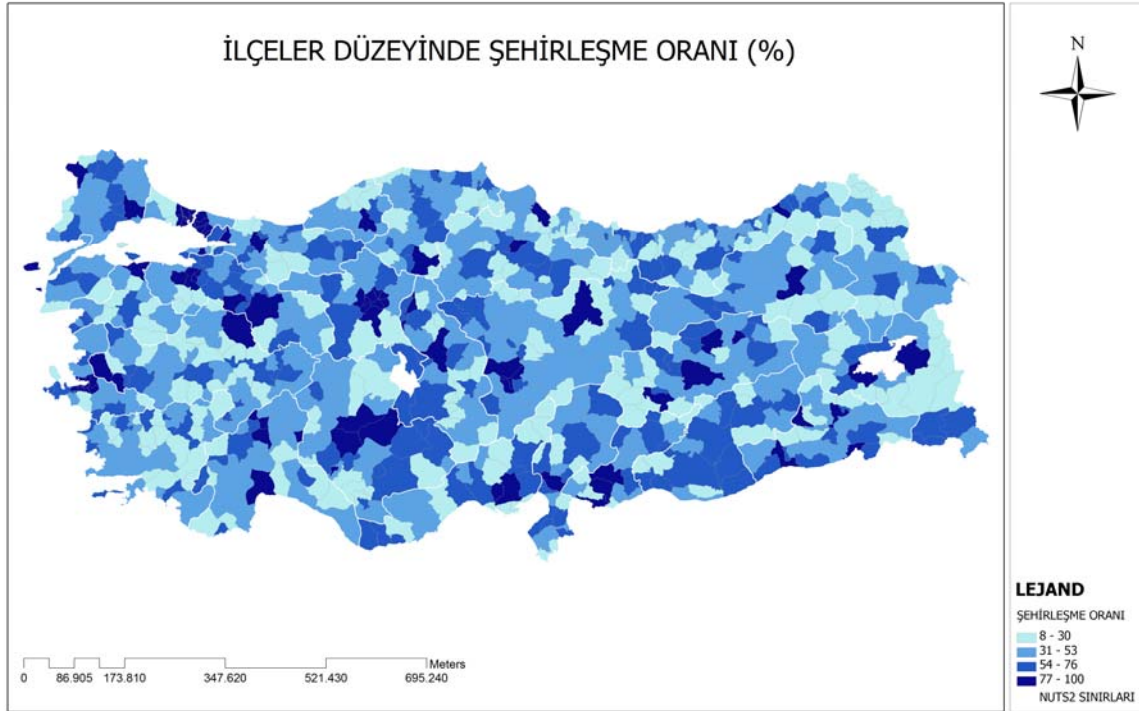 İLÇELER DÜZEYİNDE ŞEHİRLEŞME ORANI (%)
N
0 86.905 173.810 347.620 521.430 695.240 Meters
LEJAND
ŞEHİRLEŞME ORANI
8 - 30
31 - 53
54 - 76
77 - 100
NUTS2 SINIRLARI